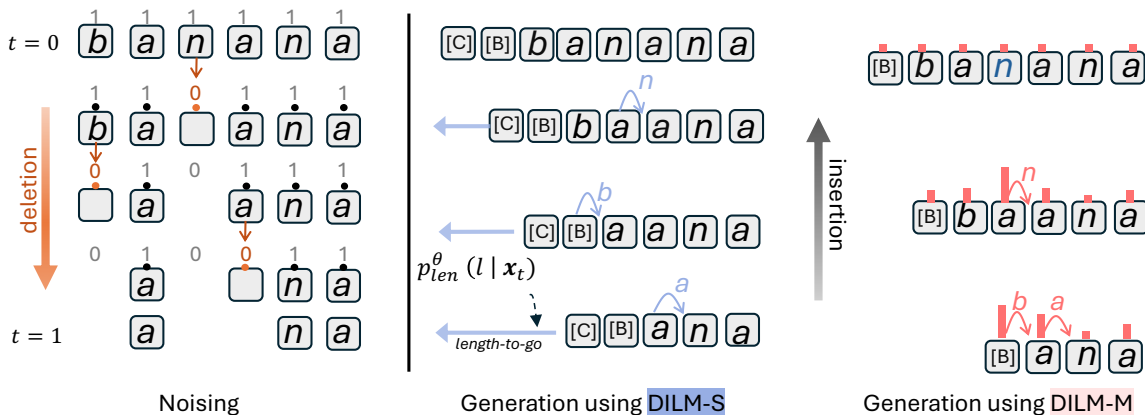 1 1 1 1 1 1
t = 0 b a n a n a
1 1 0 1 1 1
b a a n a
0 1 0 1 1 1
a a n a
0 1 0 0 1 1
a n a
t = 1 a n a
deletion
Noising
[C] [B] b a n a n a
n
[C] [B] b a a n a
b
[C] [B] a a n a
p_len^θ (l | x_t)
a
[C] [B] a n a
length-to-go
Generation using DILM-S
[B] b a n a n a
n
[B] b a a n a
b a
[B] a n a
insertion
Generation using DILM-M